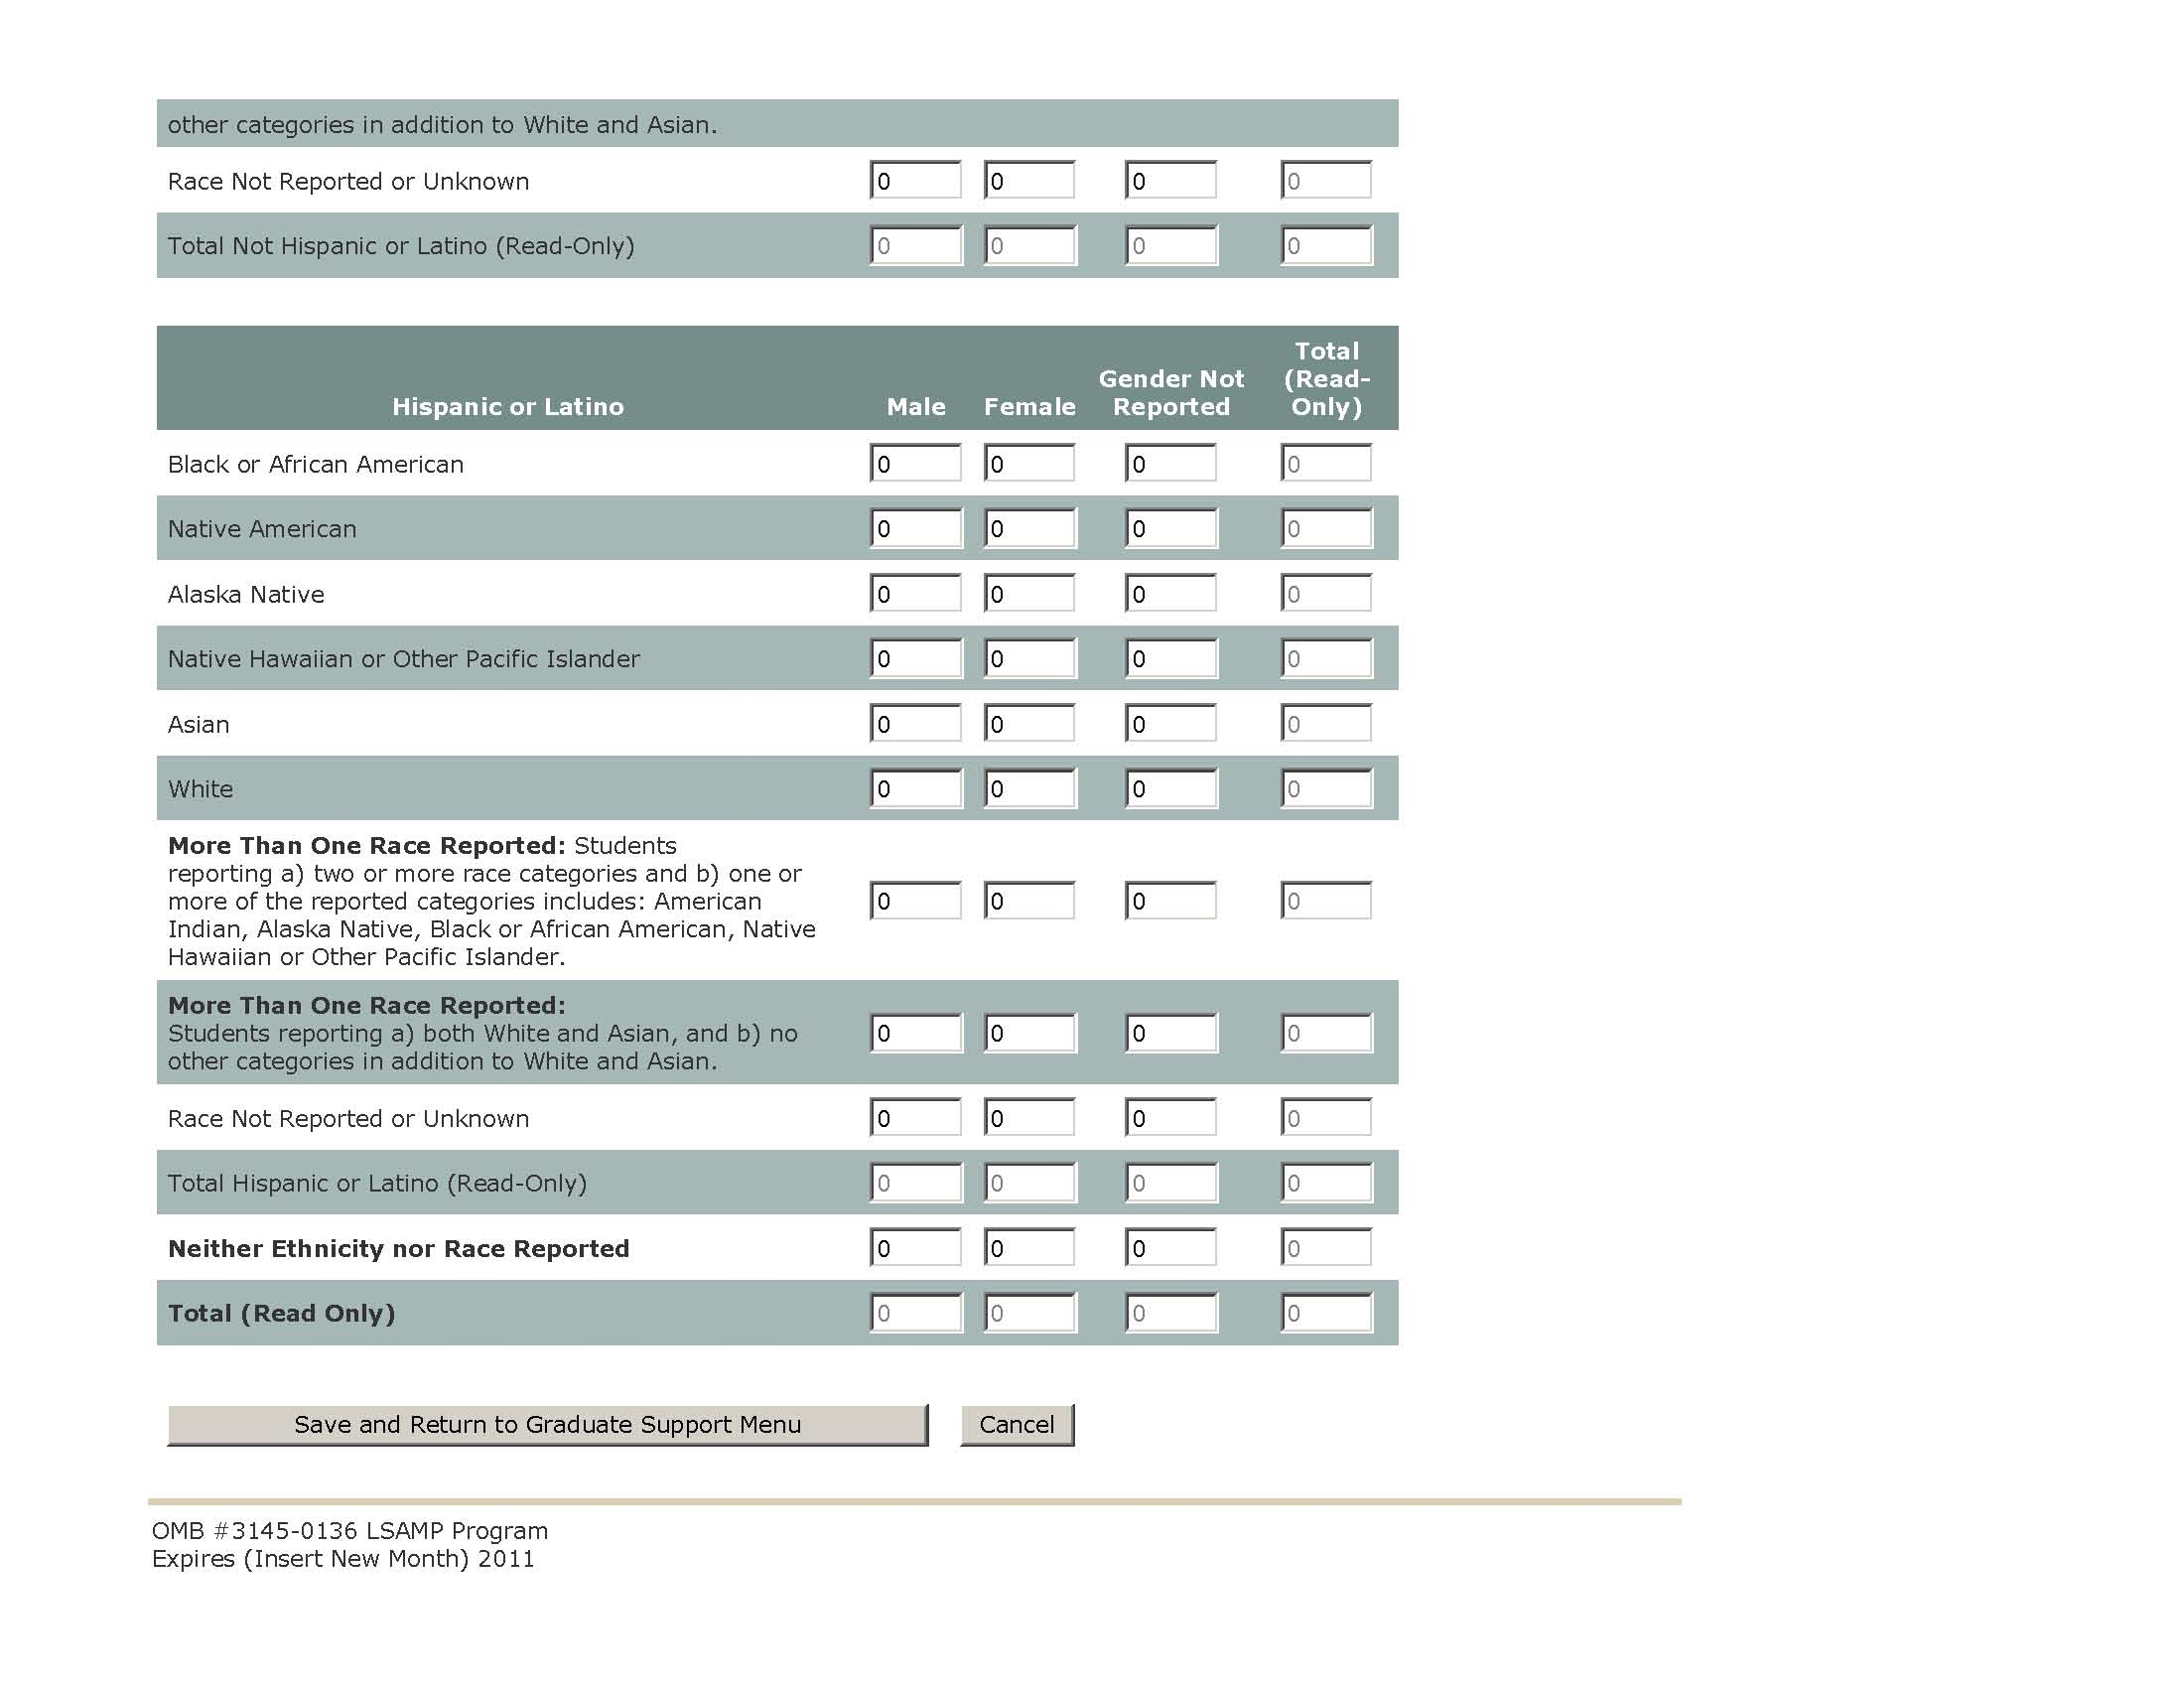 other categories in addition to White and Asian.
Race Not Reported or Unknown 0 0 0 0
Total Not Hispanic or Latino (Read-Only) 0 0 0 0
Hispanic or Latino Male Female Gender Not Reported Total (Read-Only)
Black or African American 0 0 0 0
Native American 0 0 0 0
Alaska Native 0 0 0 0
Native Hawaiian or Other Pacific Islander 0 0 0 0
Asian 0 0 0 0
White 0 0 0 0
More Than One Race Reported: Students
reporting a) two or more race categories and b) one or
more of the reported categories includes: American 0 0 0 0
Indian, Alaska Native, Black or African American, Native
Hawaiian or Other Pacific Islander.
More Than One Race Reported:
Students reporting a) both White and Asian, and b) no 0 0 0 0
other categories in addition to White and Asian.
Race Not Reported or Unknown 0 0 0 0
Total Hispanic or Latino (Read-Only) 0 0 0 0
Neither Ethnicity nor Race Reported 0 0 0 0
Total (Read Only) 0 0 0 0
Save and Return to Graduate Support Menu Cancel
OMB #3145-0136 LSAMP Program
Expires (Insert New Month) 2011